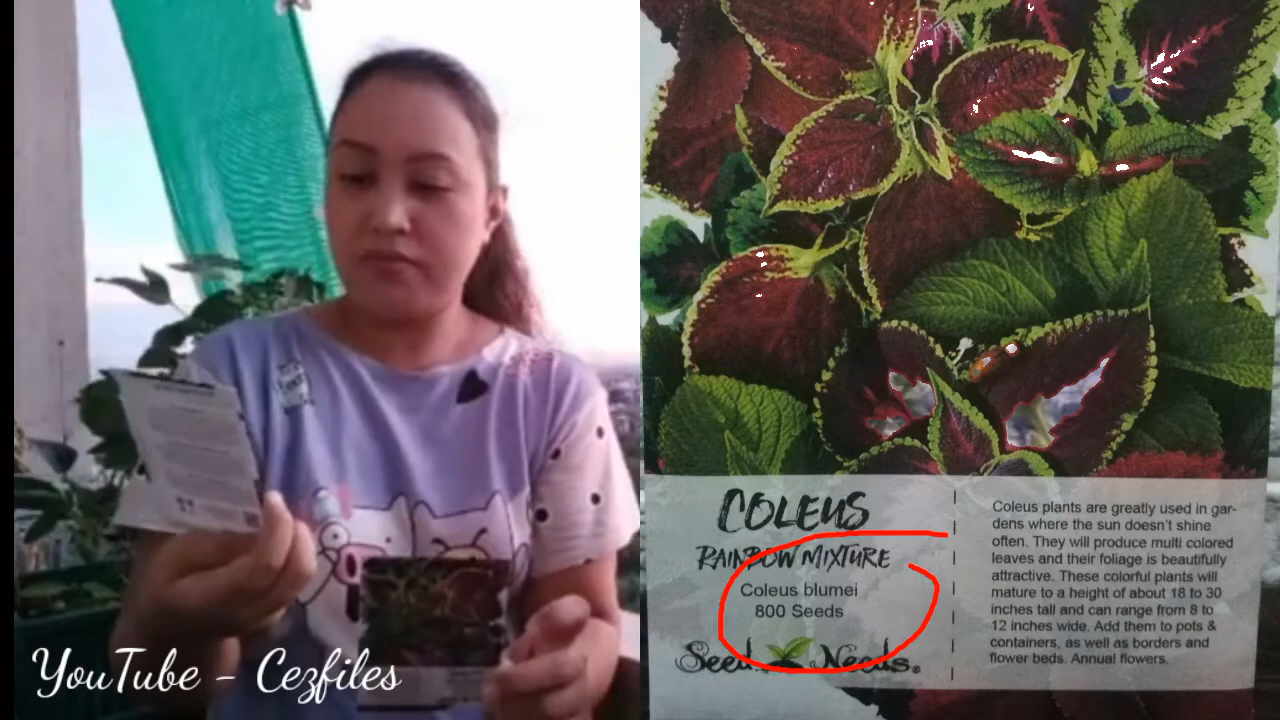 YouTube - Cezfiles
COLEUS
RAINBOW MIXTURE
Coleus blumei
800 Seeds
Seed Needs®
Coleus plants are greatly used in gar-
dens where the sun doesn't shine
often. They will produce multi colored
leaves and their foliage is beautifully
attractive. These colorful plants will
mature to a height of about 18 to 30
inches tall and can range from 8 to
12 inches wide. Add them to pots &
containers, as well as borders and
flower beds. Annual flowers.